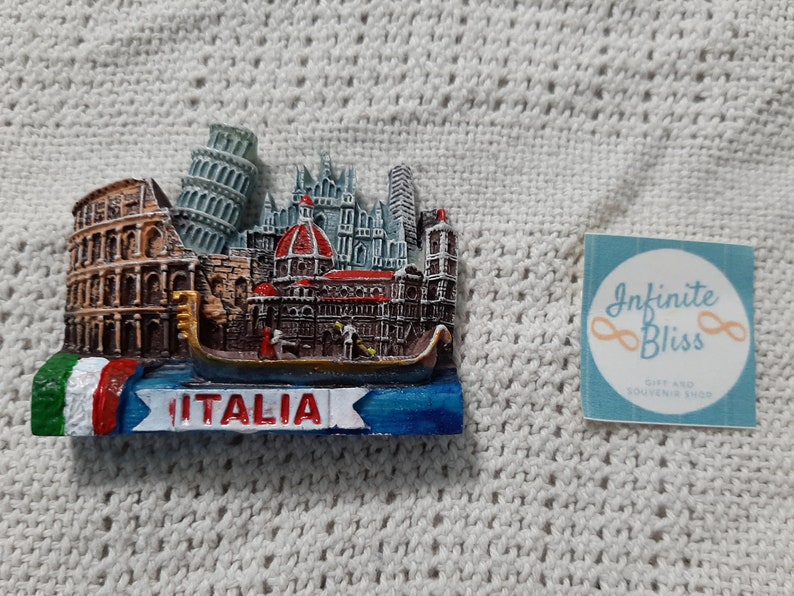 ITALIA
Infinite
Bliss
GIFT AND
SOUVENIR SHOP